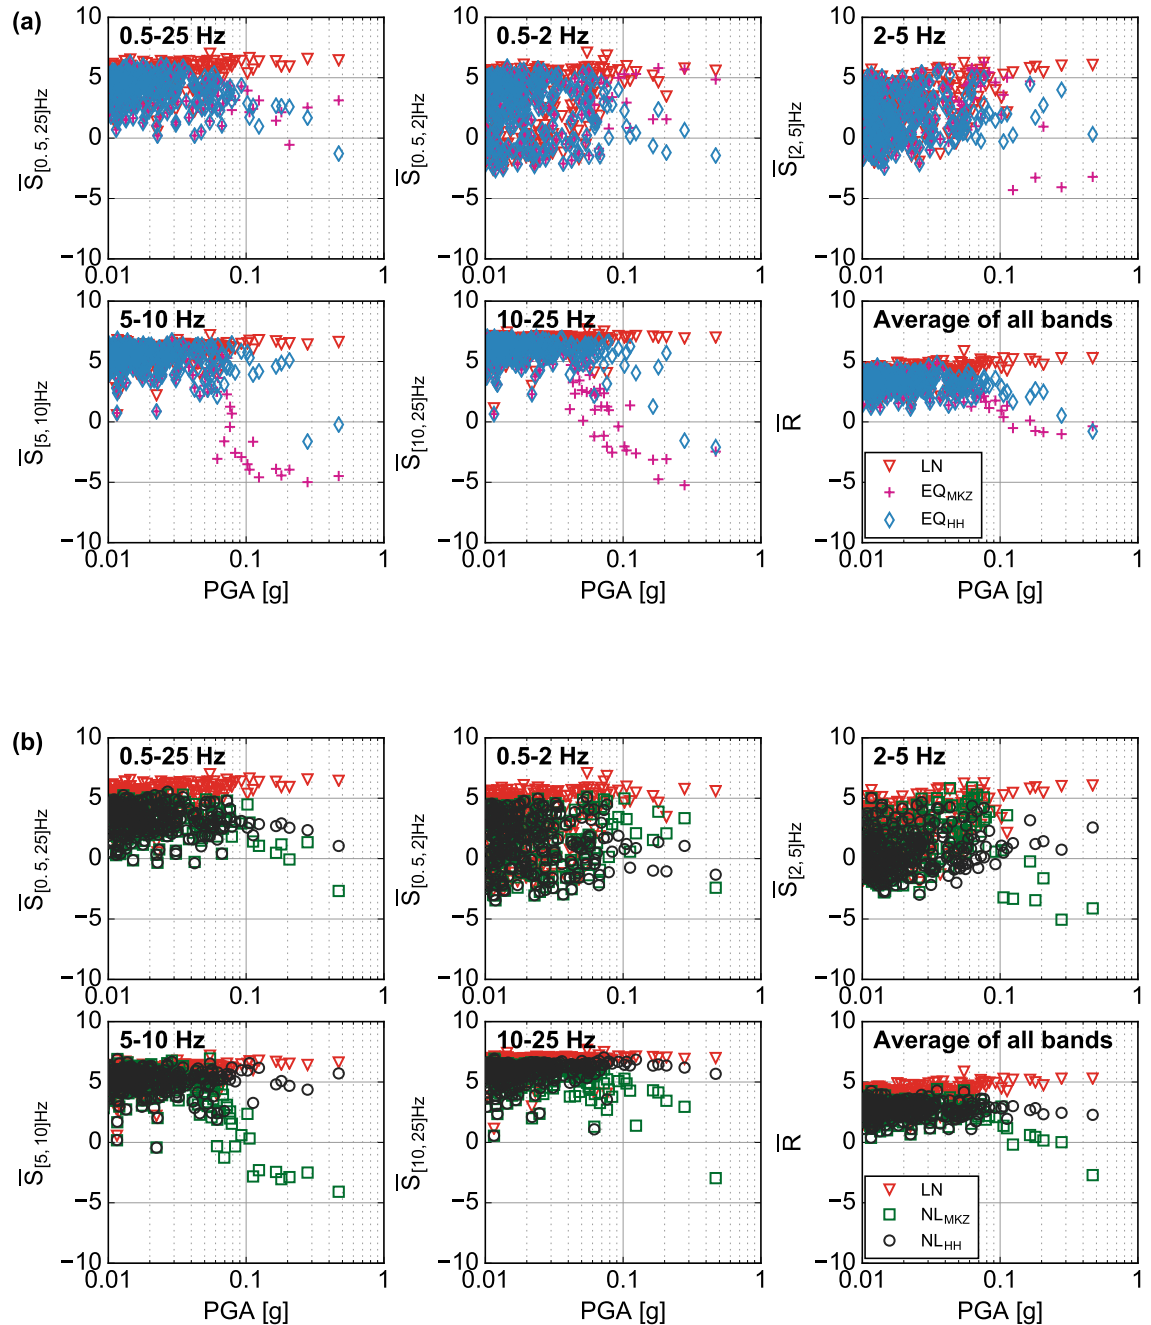 (a)
0.5-25 Hz
0.5-2 Hz
2-5 Hz
10
5
0
−5
−10
S[0.5, 25]Hz
0.01
0.1
1
10
5
0
−5
−10
S[0.5, 2]Hz
0.01
0.1
1
10
5
0
−5
−10
S[2, 5]Hz
0.01
0.1
1
5-10 Hz
10-25 Hz
Average of all bands
10
5
0
−5
−10
S[5, 10]Hz
0.01
0.1
1
PGA [g]
10
5
0
−5
−10
S[10, 25]Hz
0.01
0.1
1
PGA [g]
10
5
0
−5
−10
R
LN
EQMKZ
EQHH
0.01
0.1
1
PGA [g]
(b)
0.5-25 Hz
0.5-2 Hz
2-5 Hz
10
5
0
−5
−10
S[0.5, 25]Hz
0.01
0.1
1
10
5
0
−5
−10
S[0.5, 2]Hz
0.01
0.1
1
10
5
0
−5
−10
S[2, 5]Hz
0.01
0.1
1
5-10 Hz
10-25 Hz
Average of all bands
10
5
0
−5
−10
S[5, 10]Hz
0.01
0.1
1
PGA [g]
10
5
0
−5
−10
S[10, 25]Hz
0.01
0.1
1
PGA [g]
10
5
0
−5
−10
R
LN
NLMKZ
NLHH
0.01
0.1
1
PGA [g]